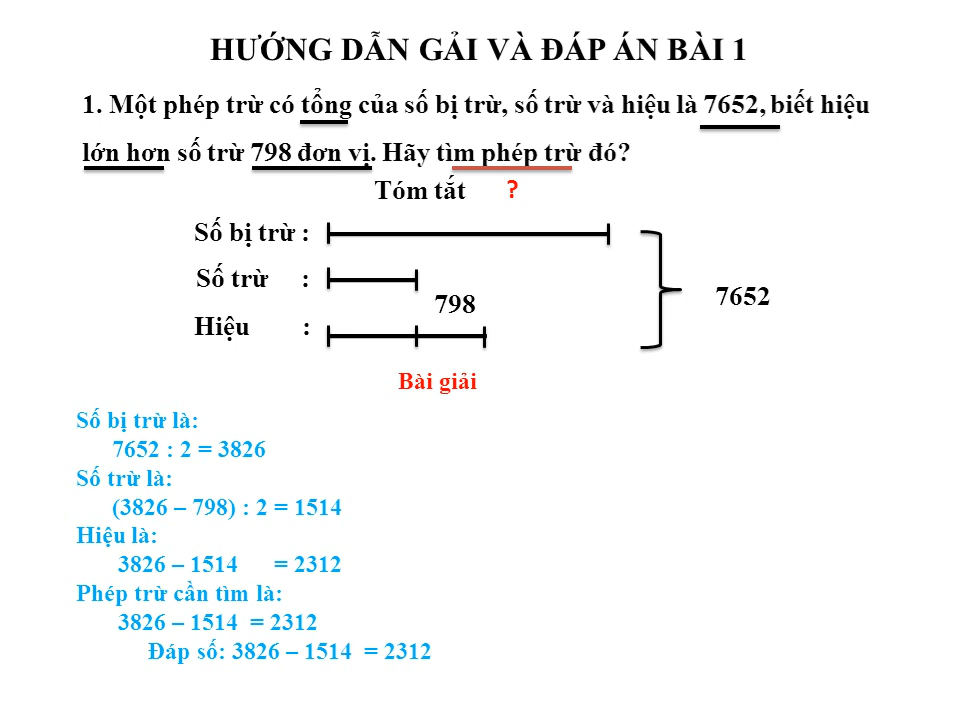 HƯỚNG DẪN GẢI VÀ ĐÁP ÁN BÀI 1
1. Một phép trừ có tổng của số bị trừ, số trừ và hiệu là 7652, biết hiệu
lớn hơn số trừ 798 đơn vị. Hãy tìm phép trừ đó?
Tóm tắt ?
Số bị trừ :
Số trừ :
798
7652
Hiệu :
Bài giải
Số bị trừ là:
7652 : 2 = 3826
Số trừ là:
(3826 – 798) : 2 = 1514
Hiệu là:
3826 – 1514 = 2312
Phép trừ cần tìm là:
3826 – 1514 = 2312
Đáp số: 3826 – 1514 = 2312